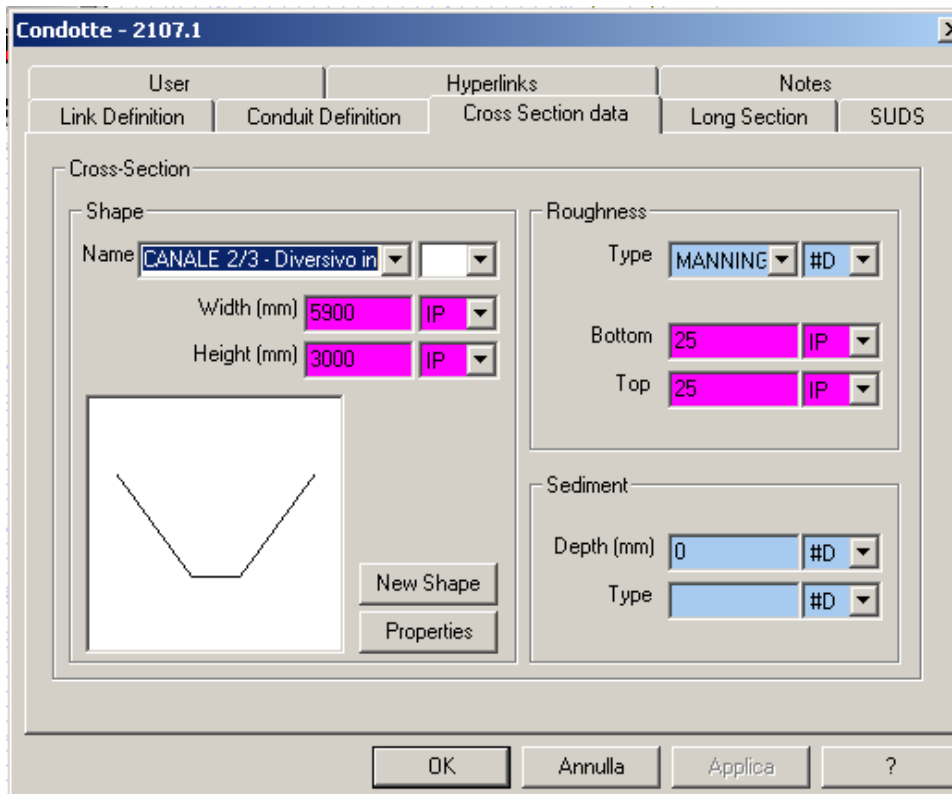 Condotte - 2107.1
User Hyperlinks Notes
Link Definition Conduit Definition Cross Section data Long Section SUDS
Cross-Section
Shape
Name CANALE 2/3 - Diversivo in
Width (mm) 5900 IP
Height (mm) 3000 IP
New Shape
Properties
Roughness
Type MANNING #D
Bottom 25 IP
Top 25 IP
Sediment
Depth (mm) 0 #D
Type #D
OK Annulla Applica ?